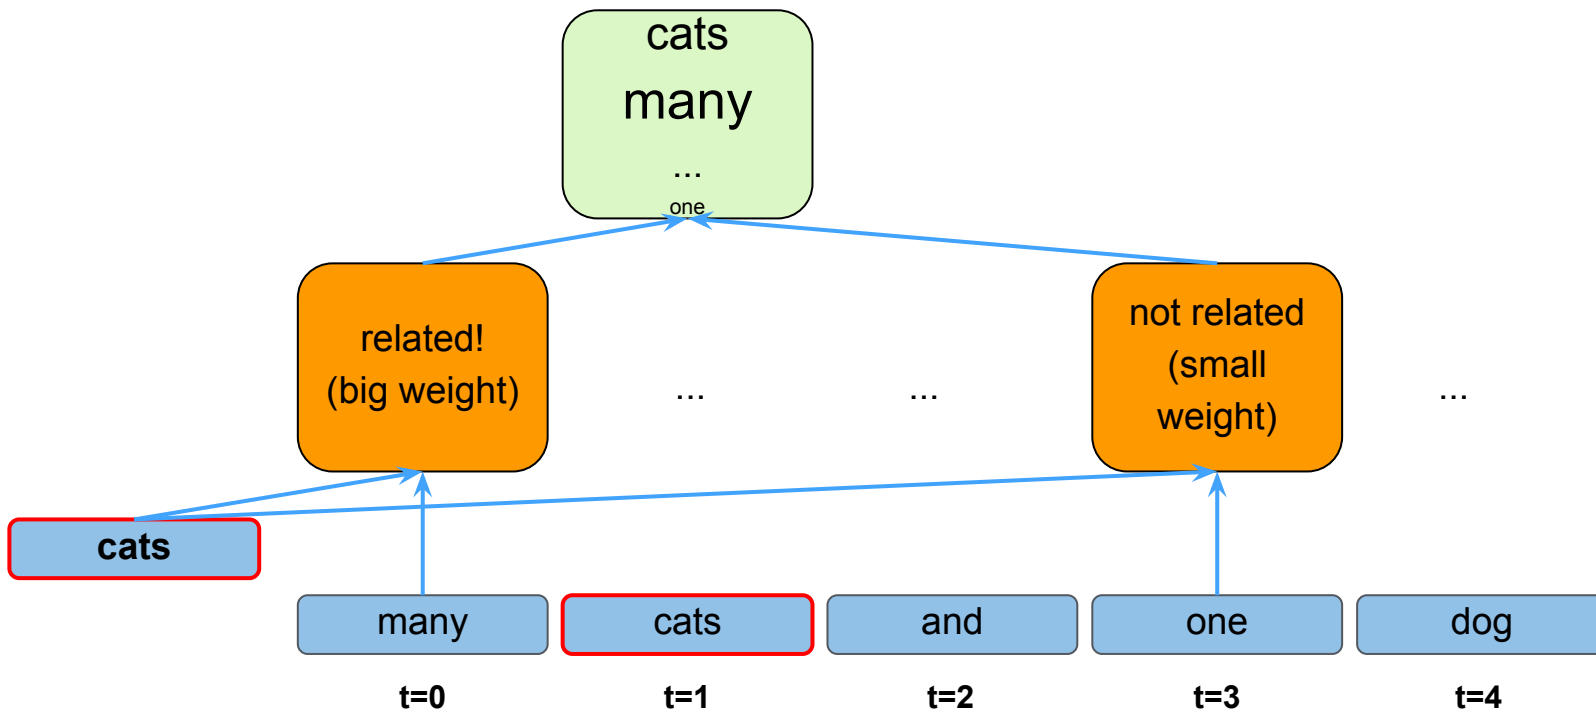 cats
many
...
one
related!
(big weight)
...
...
not related
(small
weight)
...
cats
many
cats
and
one
dog
t=0
t=1
t=2
t=3
t=4